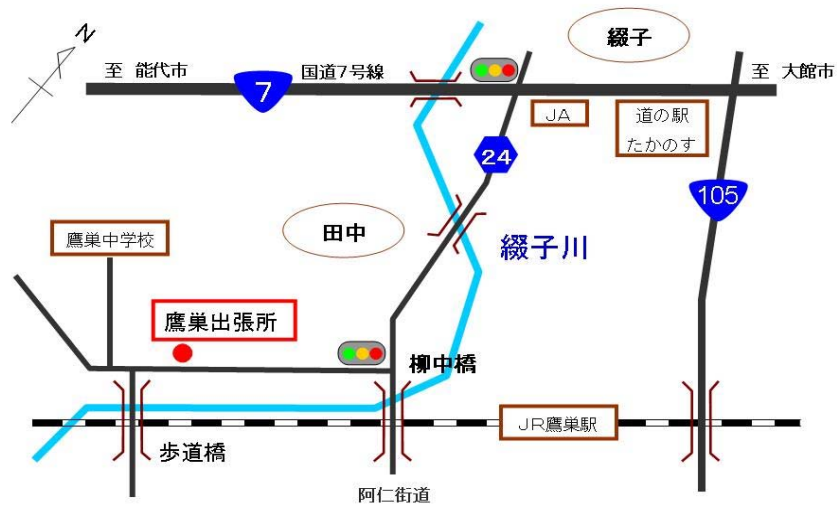 N
綴子
至 能代市
国道7号線
至 大館市
7
JA
道の駅
たかのす
24
105
田中
綴子川
鷹巣中学校
鷹巣出張所
柳中橋
JR鷹巣駅
歩道橋
阿仁街道